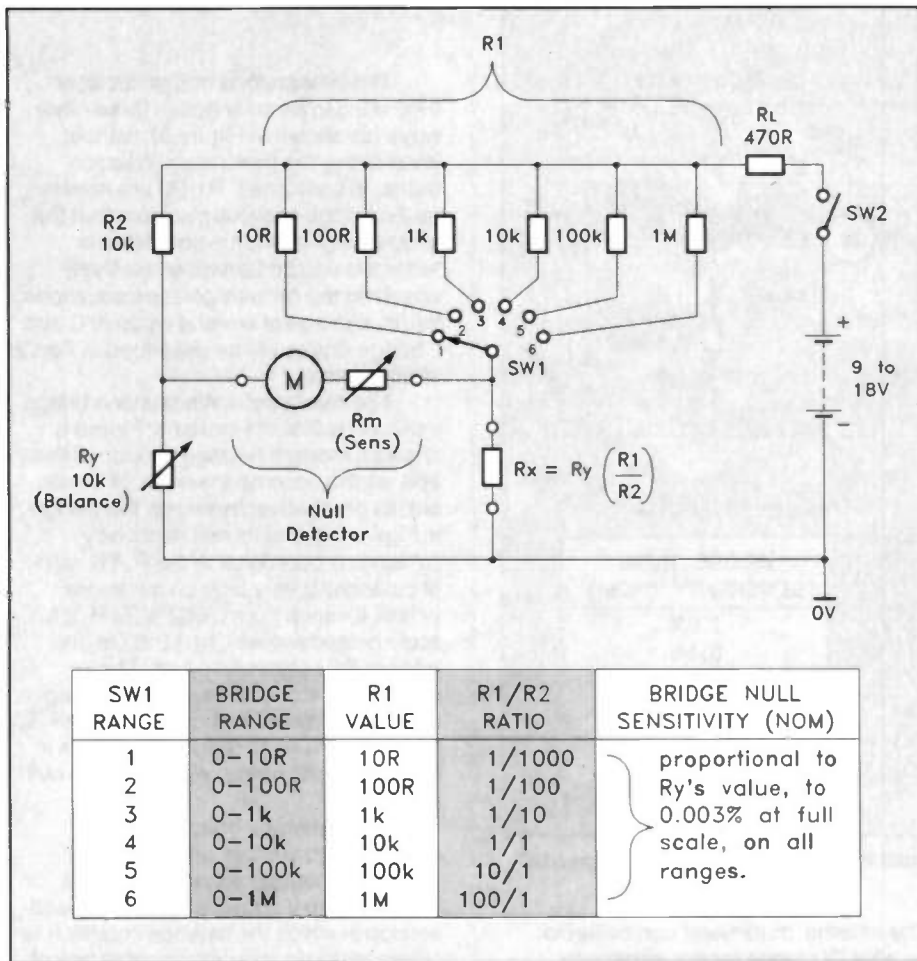 R1
RL
470R
SW2
R2
10k
10R
100R
1k
10k
100k
1M
1
2
3
4
5
6
SW1
+
9 to
18V
−
M
Rm
(Sens)
Ry
10k
(Balance)
Null
Detector
Rx = Ry (R1/R2)
0V
SW1 RANGE BRIDGE RANGE R1 VALUE R1/R2 RATIO BRIDGE NULL SENSITIVITY (NOM)
1 0–10R 10R 1/1000 proportional to
2 0–100R 100R 1/100 Ry's value, to
3 0–1k 1k 1/10 0.003% at full
4 0–10k 10k 1/1 scale, on all
5 0–100k 100k 10/1 ranges.
6 0–1M 1M 100/1